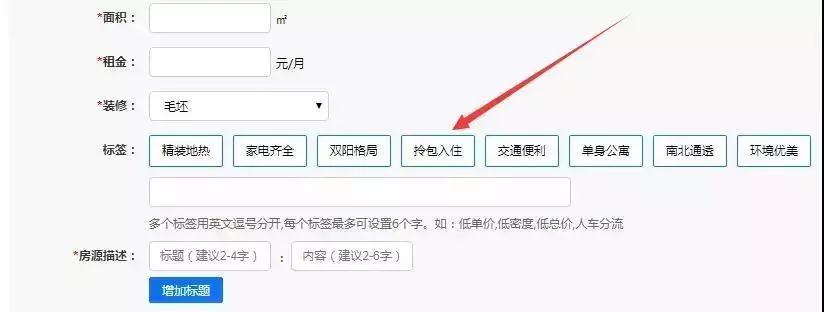 *面积： ㎡
*租金： 元/月
*装修： 毛坯
标签： 精装地热 家电齐全 双阳格局 拎包入住 交通便利 单身公寓 南北通透 环境优美
多个标签用英文逗号分开,每个标签最多可设置6个字。如：低单价,低密度,低总价,人车分流
*房源描述： 标题（建议2-4字） ： 内容（建议2-6字）
增加标题